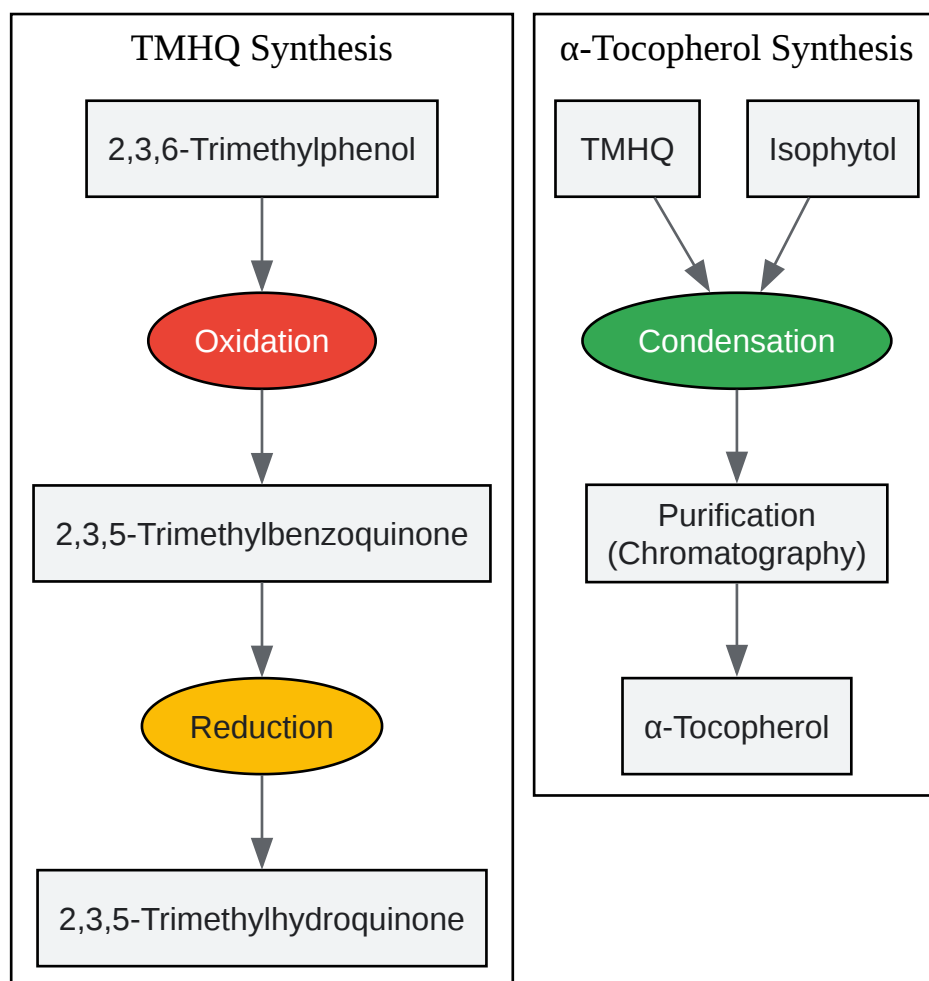 TMHQ Synthesis
2,3,6-Trimethylphenol
Oxidation
2,3,5-Trimethylbenzoquinone
Reduction
2,3,5-Trimethylhydroquinone
α-Tocopherol Synthesis
TMHQ
Isophytol
Condensation
Purification
(Chromatography)
α-Tocopherol